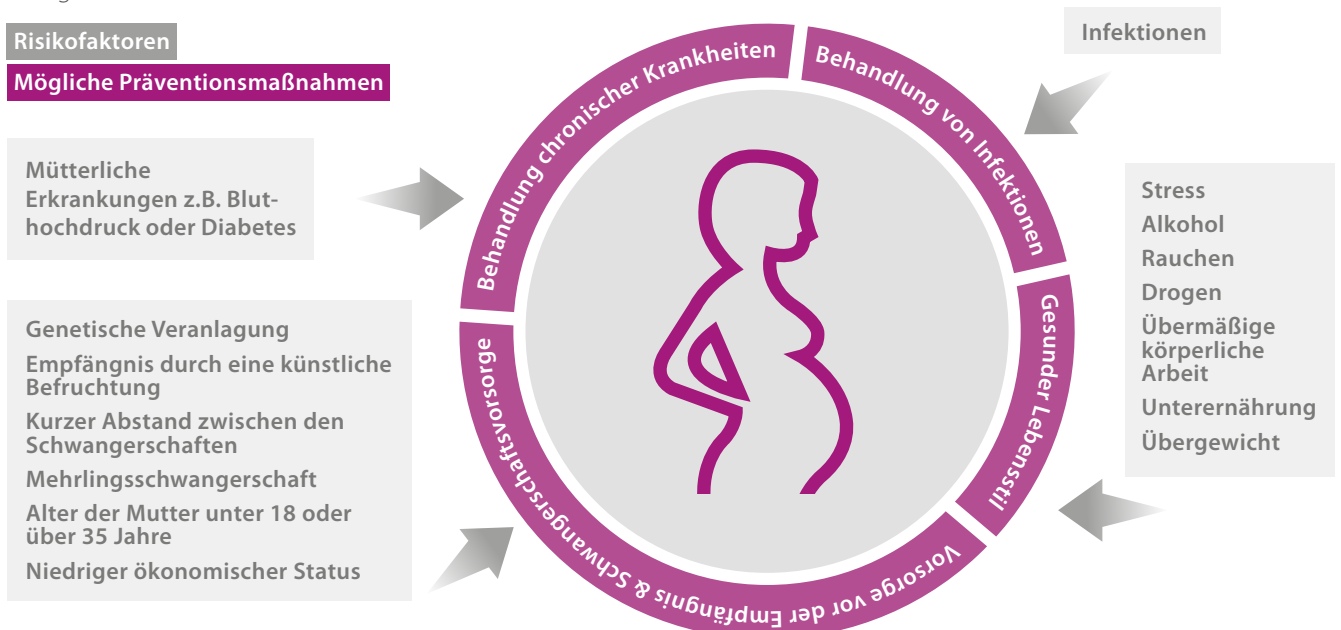 Risikofaktoren
Mögliche Präventionsmaßnahmen
Mütterliche
Erkrankungen z.B. Blut-
hochdruck oder Diabetes
Genetische Veranlagung
Empfängnis durch eine künstliche
Befruchtung
Kurzer Abstand zwischen den
Schwangerschaften
Mehrlingsschwangerschaft
Alter der Mutter unter 18 oder
über 35 Jahre
Niedriger ökonomischer Status
Behandlung chronischer Krankheiten
Behandlung von Infektionen
Gesunder Lebensstil
Vorsorge vor der Empfängnis & Schwangerschaftsvorsorge
Infektionen
Stress
Alkohol
Rauchen
Drogen
Übermäßige
körperliche
Arbeit
Unterernährung
Übergewicht